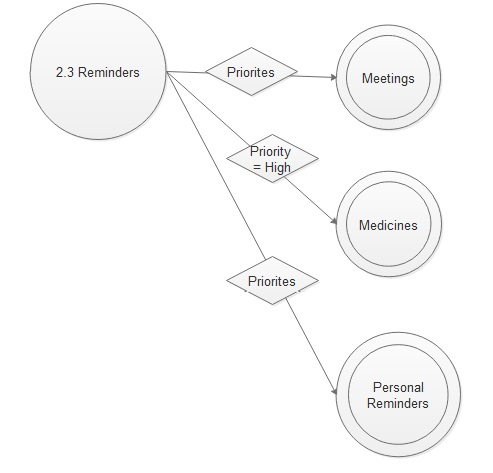 2.3 Reminders
Priorites
Meetings
Priority
= High
Medicines
Priorites
Personal
Reminders